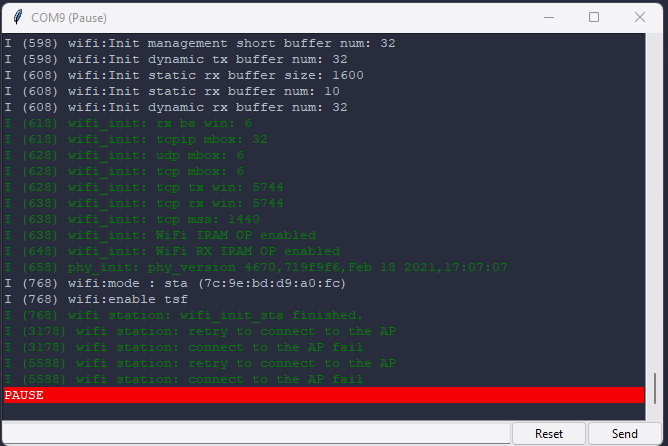 COM9 (Pause)
I (598) wifi:Init management short buffer num: 32
I (598) wifi:Init dynamic tx buffer num: 32
I (608) wifi:Init static rx buffer size: 1600
I (608) wifi:Init static rx buffer num: 10
I (608) wifi:Init dynamic rx buffer num: 32
I (618) wifi_init: rx ba win: 6
I (618) wifi_init: tcpip mbox: 32
I (628) wifi_init: udp mbox: 6
I (628) wifi_init: tcp mbox: 6
I (628) wifi_init: tcp tx win: 5744
I (638) wifi_init: tcp rx win: 5744
I (638) wifi_init: tcp mss: 1440
I (638) wifi_init: WiFi IRAM OP enabled
I (648) wifi_init: WiFi RX IRAM OP enabled
I (658) phy_init: phy_version 4670,719f9f6,Feb 18 2021,17:07:07
I (768) wifi:mode : sta (7c:9e:bd:d9:a0:fc)
I (768) wifi:enable tsf
I (768) wifi station: wifi_init_sta finished.
I (3178) wifi station: retry to connect to the AP
I (3178) wifi station: connect to the AP fail
I (5588) wifi station: retry to connect to the AP
I (5588) wifi station: connect to the AP fail
PAUSE
Reset Send